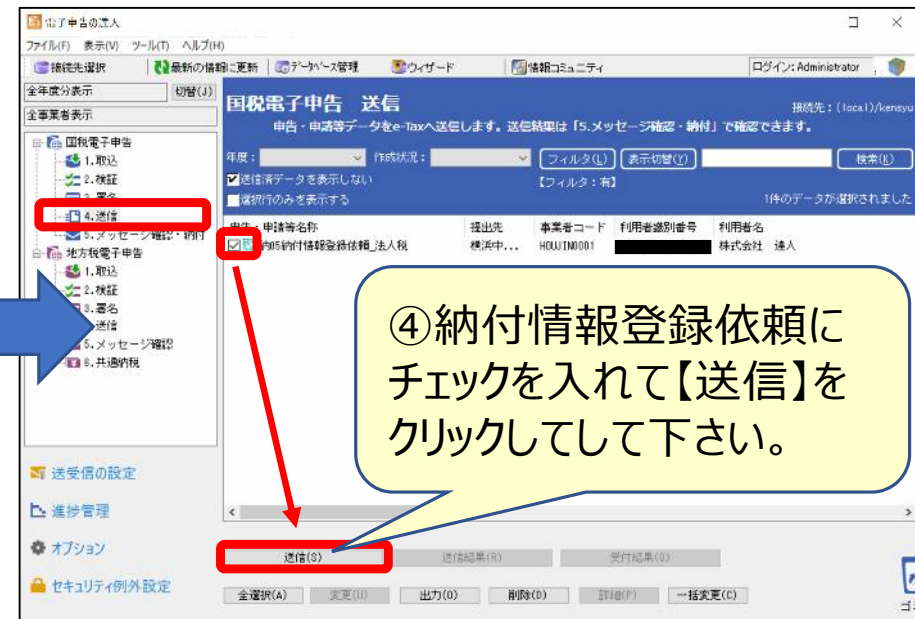 電子申告の達人
ファイル(F) 表示(V) ツール(T) ヘルプ(H)
接続先選択 最新の情報に更新 データベース管理 ウィザード 情報コミュニティ ログイン: Administrator
全年度分表示 切替(J)
全事業者表示
国税電子申告
1.取込
2.検証
3.署名
4.送信
5.メッセージ確認・納付
地方税電子申告
1.取込
2.検証
3.署名
送信
5.メッセージ確認
6.共通納税
送受信の設定
進捗管理
オプション
セキュリティ例外設定
国税電子申告 送信
接続先:(local)/kensyu
申告・申請等データをe-Taxへ送信します。送信結果は「5.メッセージ確認・納付」で確認できます。
年度: 作成状況: フィルタ(L) 表示切替(Y) 検索(K)
送信済データを表示しない 【フィルタ:有】
選択行のみを表示する 1件のデータが選択されました
申告・申請等名称 提出先 事業者コード 利用者識別番号 利用者名
納付情報登録依頼_法人税 横浜中... HOUJIN0001 株式会社 達人
④納付情報登録依頼に
チェックを入れて【送信】を
クリックしてして下さい。
送信(S) 送信結果(R) 受付結果(O)
全選択(A) 変更(U) 出力(O) 削除(D) 詳細(P) 一括変更(C)